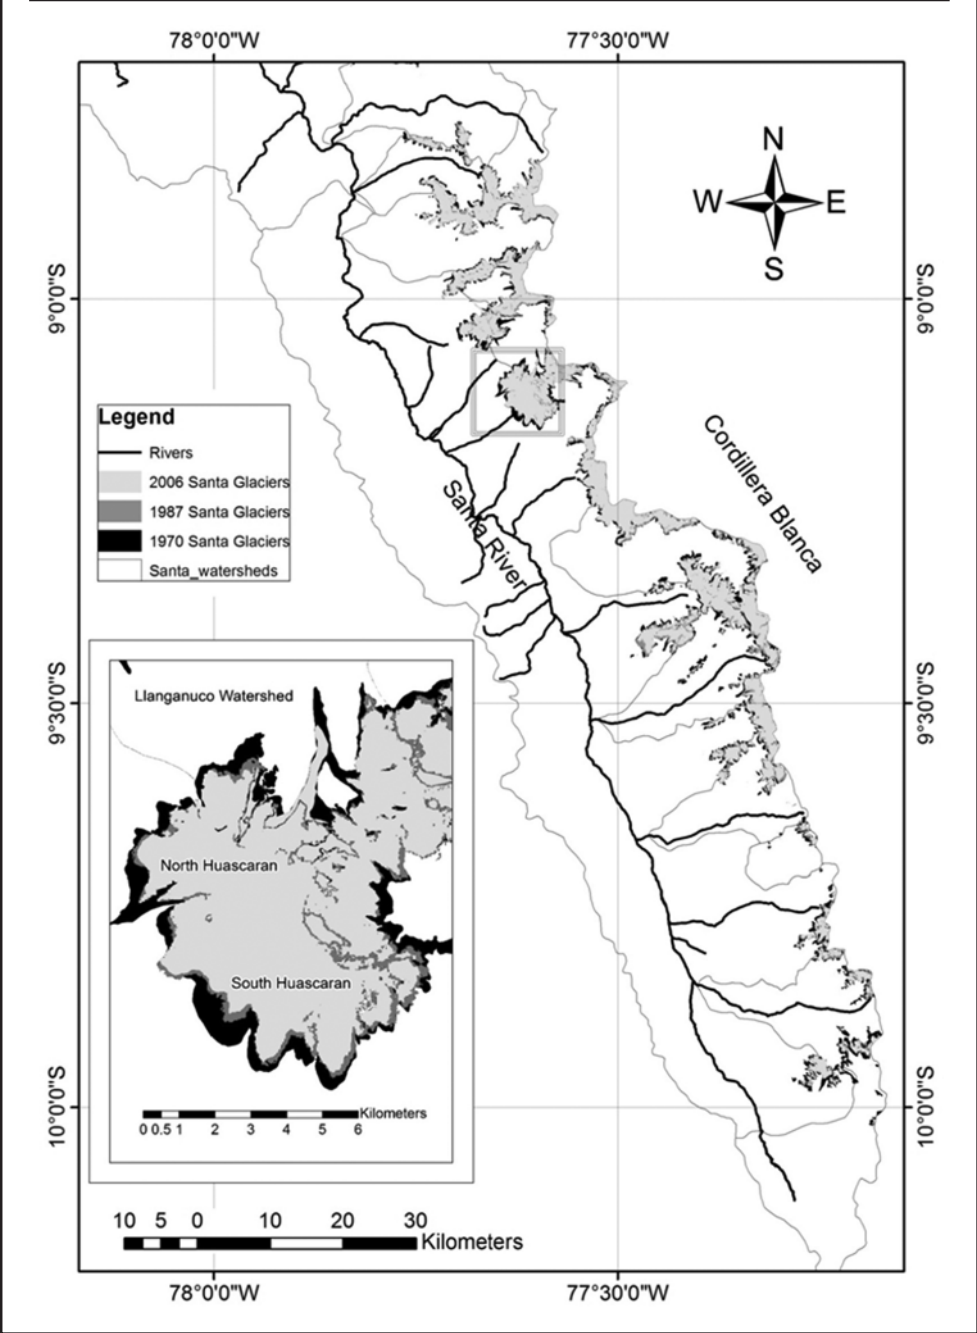 78°0'0"W
77°30'0"W
N
W
E
S
9°0'0"S
9°0'0"S
Legend
Rivers
2006 Santa Glaciers
1987 Santa Glaciers
1970 Santa Glaciers
Santa_watersheds
Cordillera Blanca
Santa River
9°30'0"S
9°30'0"S
Llanganuco Watershed
North Huascaran
South Huascaran
Kilometers
0 0.5 1 2 3 4 5 6
10°0'0"S
10°0'0"S
10 5 0 10 20 30
Kilometers
78°0'0"W
77°30'0"W